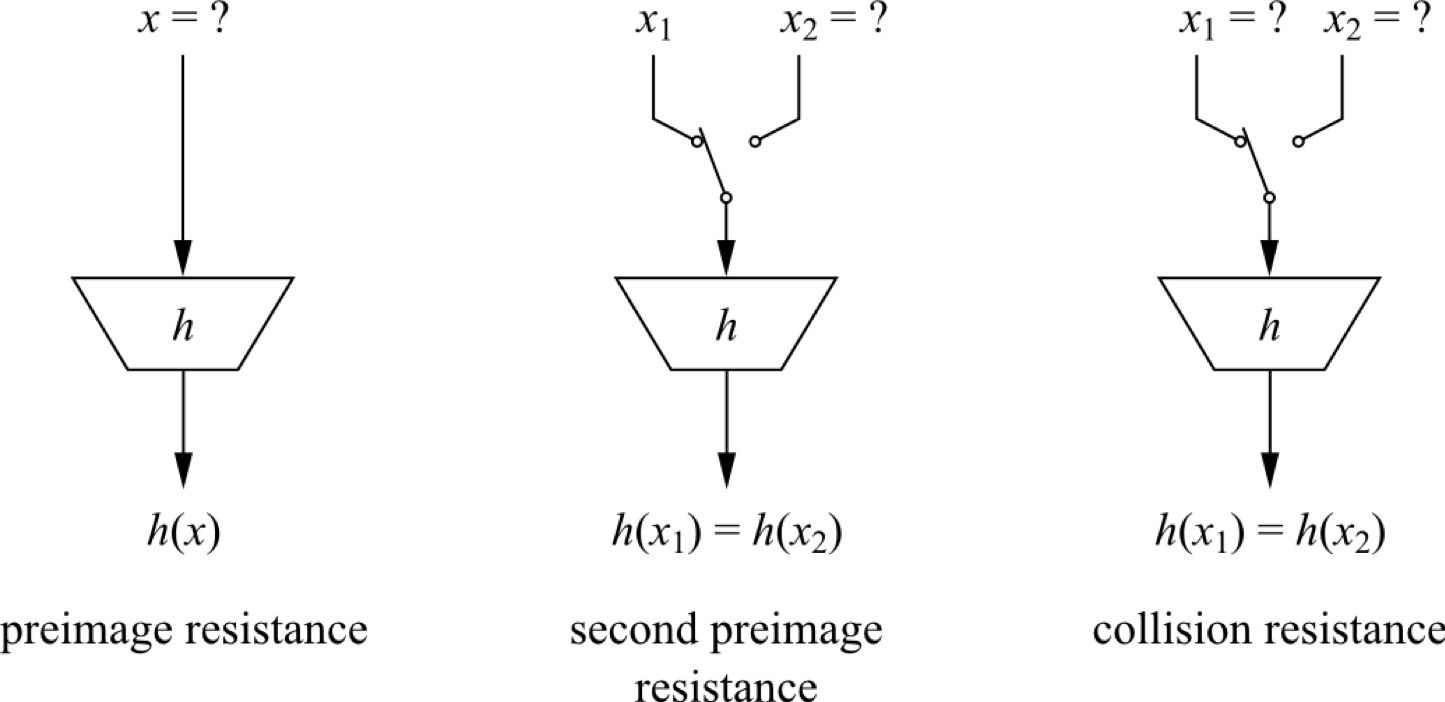 x = ?
h
h(x)
preimage resistance
x₁ x₂ = ?
h
h(x₁) = h(x₂)
second preimage
resistance
x₁ = ? x₂ = ?
h
h(x₁) = h(x₂)
collision resistance